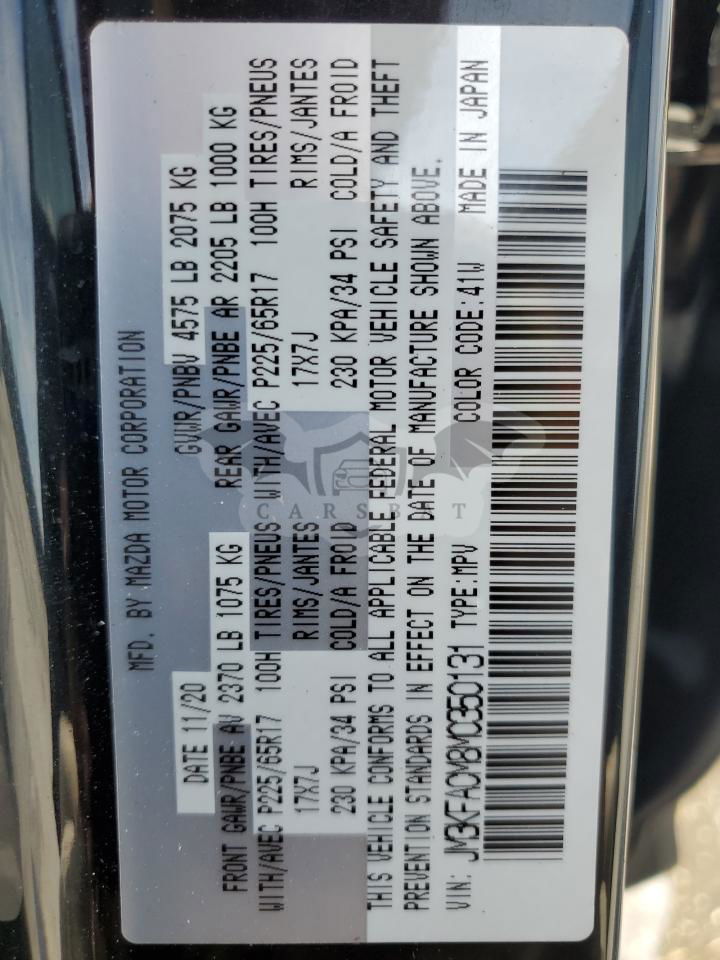 MFD. BY MAZDA MOTOR CORPORATION
DATE 11/20 GVWR/PNBV 4575 LB 2075 KG
FRONT GAWR/PNBE AV 2370 LB 1075 KG REAR GAWR/PNBE AR 2205 LB 1000 KG
WITH/AVEC P225/65R17 100H TIRES/PNEUS WITH/AVEC P225/65R17 100H TIRES/PNEUS
17X7J RIMS/JANTES 17X7J RIMS/JANTES
230 KPA/34 PSI COLD/A FROID 230 KPA/34 PSI COLD/A FROID
THIS VEHICLE CONFORMS TO ALL APPLICABLE FEDERAL MOTOR VEHICLE SAFETY AND THEFT
PREVENTION STANDARDS IN EFFECT ON THE DATE OF MANUFACTURE SHOWN ABOVE.
VIN: JM3KFACM8M0350131 TYPE:MPV COLOR CODE:41W MADE IN JAPAN
CARSBAT